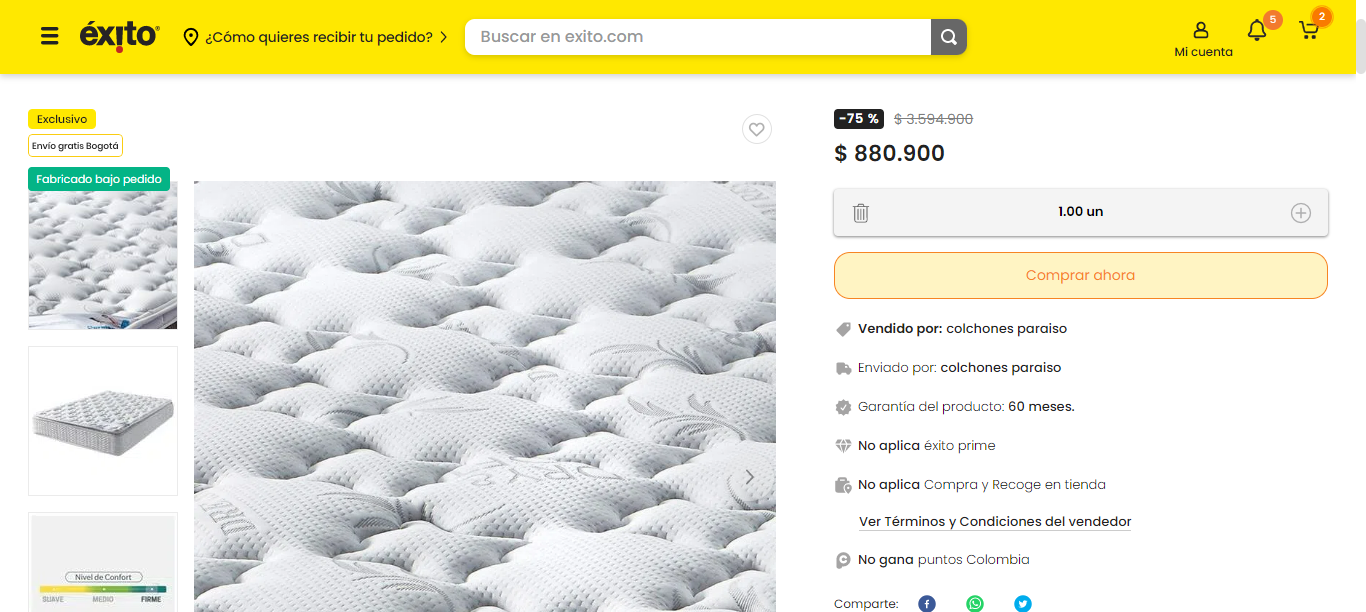 éxito
¿Cómo quieres recibir tu pedido?
Buscar en exito.com
Mi cuenta
5
2
Exclusivo
Envío gratis Bogotá
Fabricado bajo pedido
Nivel de Confort
SUAVE MEDIO FIRME
-75 % $ 3.594.900
$ 880.900
1.00 un
Comprar ahora
Vendido por: colchones paraiso
Enviado por: colchones paraiso
Garantía del producto: 60 meses.
No aplica éxito prime
No aplica Compra y Recoge en tienda
Ver Términos y Condiciones del vendedor
No gana puntos Colombia
Comparte: